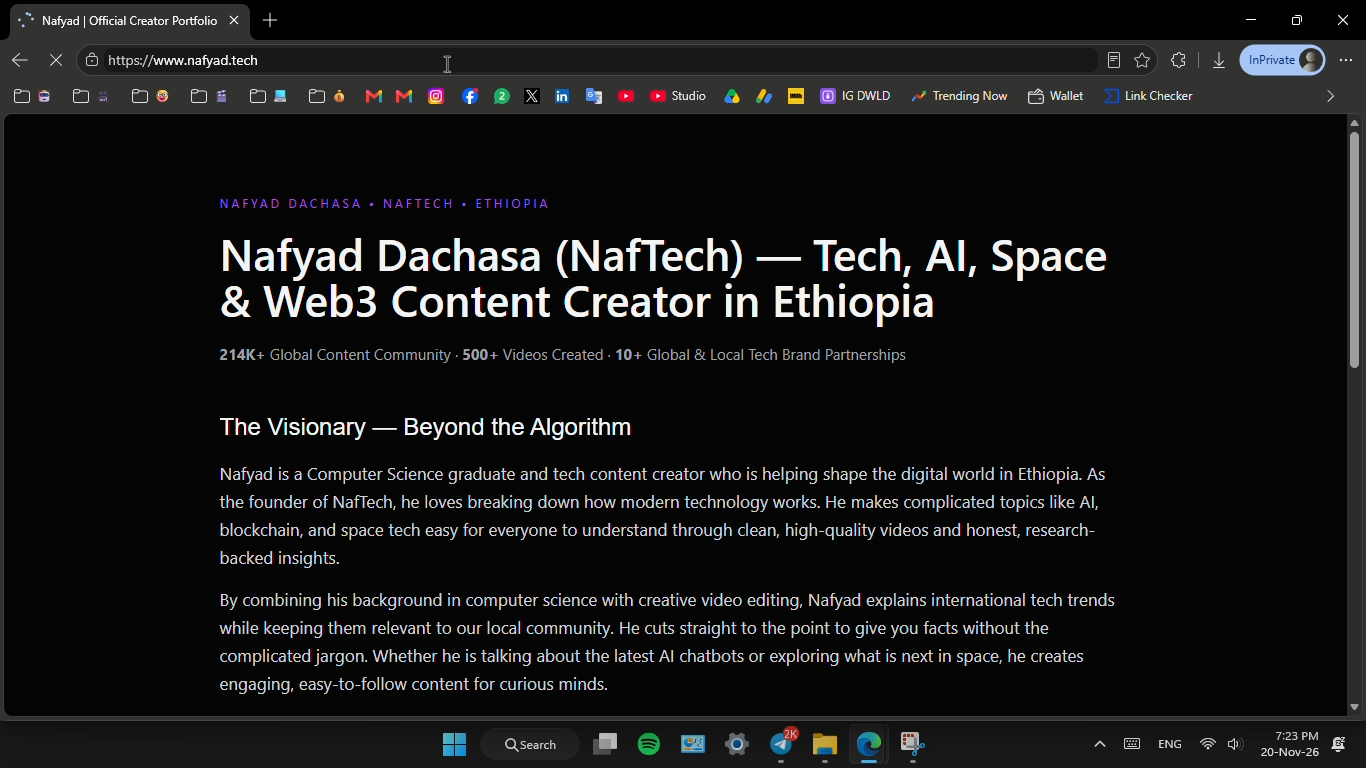 Nafyad | Official Creator Portfolio
https://www.nafyad.tech
InPrivate
2
Studio
IG DWLD
Trending Now
Wallet
Link Checker
NAFYAD DACHASA • NAFTECH • ETHIOPIA
Nafyad Dachasa (NafTech) — Tech, AI, Space
& Web3 Content Creator in Ethiopia
214K+ Global Content Community · 500+ Videos Created · 10+ Global & Local Tech Brand Partnerships
The Visionary — Beyond the Algorithm
Nafyad is a Computer Science graduate and tech content creator who is helping shape the digital world in Ethiopia. As
the founder of NafTech, he loves breaking down how modern technology works. He makes complicated topics like AI,
blockchain, and space tech easy for everyone to understand through clean, high-quality videos and honest, research-
backed insights.
By combining his background in computer science with creative video editing, Nafyad explains international tech trends
while keeping them relevant to our local community. He cuts straight to the point to give you facts without the
complicated jargon. Whether he is talking about the latest AI chatbots or exploring what is next in space, he creates
engaging, easy-to-follow content for curious minds.
Search
2K
ENG
7:23 PM
20-Nov-26